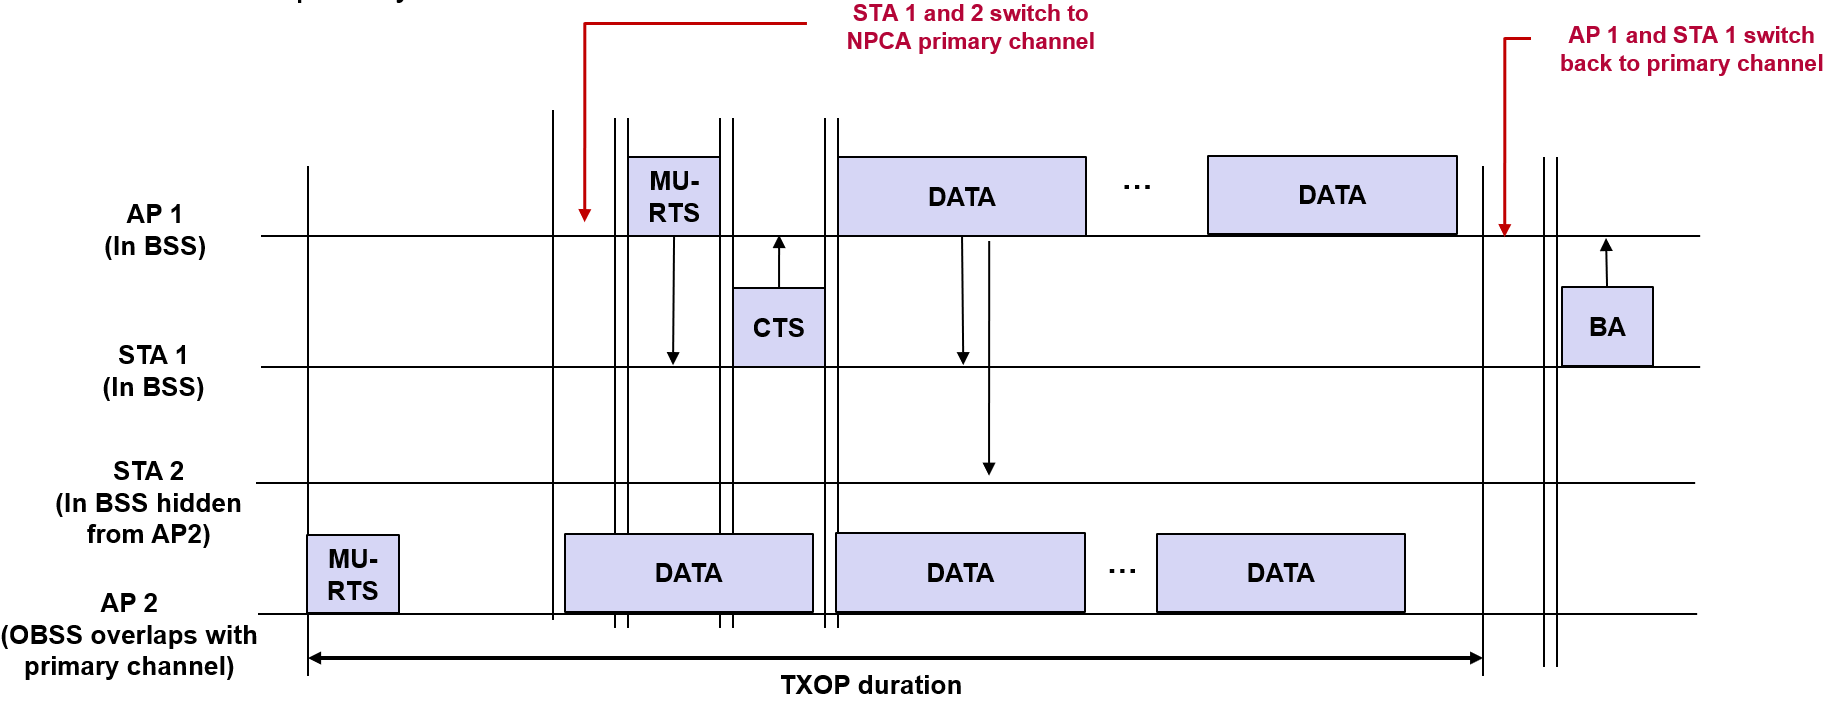 STA 1 and 2 switch to
NPCA primary channel
AP 1 and STA 1 switch
back to primary channel
AP 1
(In BSS)
MU-
RTS
DATA
...
DATA
STA 1
(In BSS)
CTS
BA
STA 2
(In BSS hidden
from AP2)
AP 2
(OBSS overlaps with
primary channel)
MU-
RTS
DATA
DATA
...
DATA
TXOP duration